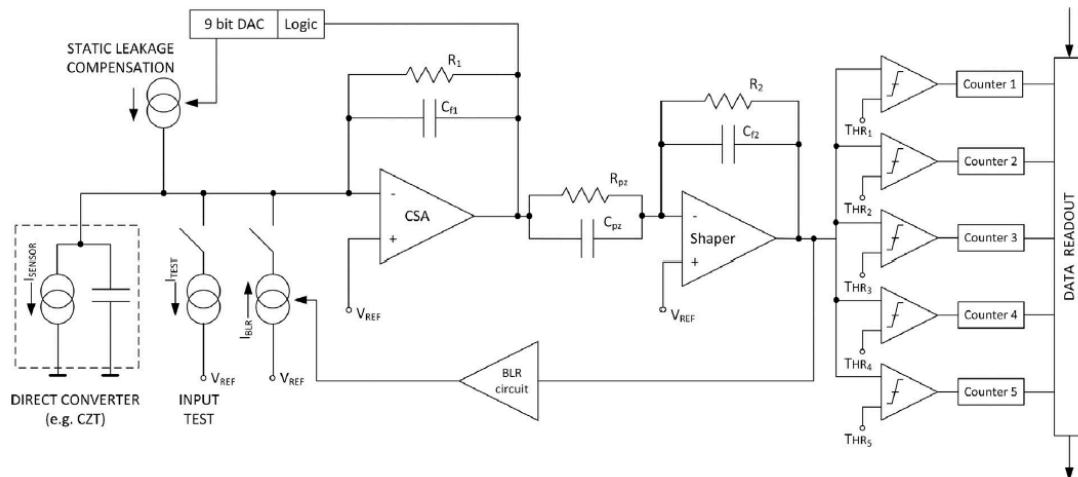 9 bit DAC
Logic
STATIC LEAKAGE
COMPENSATION
R1
Cf1
R2
Cf2
Rpz
Cpz
-
CSA
+
-
Shaper
+
VREF
VREF
ISENSOR
ITEST
IBLR
VREF
VREF
DIRECT CONVERTER
(e.g. CZT)
INPUT
TEST
BLR
circuit
THR1
Counter 1
THR2
Counter 2
THR3
Counter 3
THR4
Counter 4
THR5
Counter 5
DATA READOUT